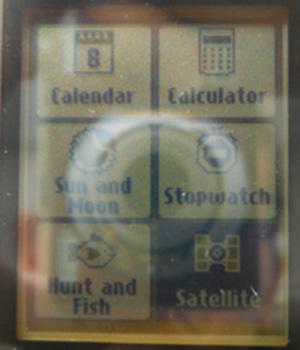 8
Calendar
Calculator
Sun and
Moon
Stopwatch
Hunt and
Fish
Satellite